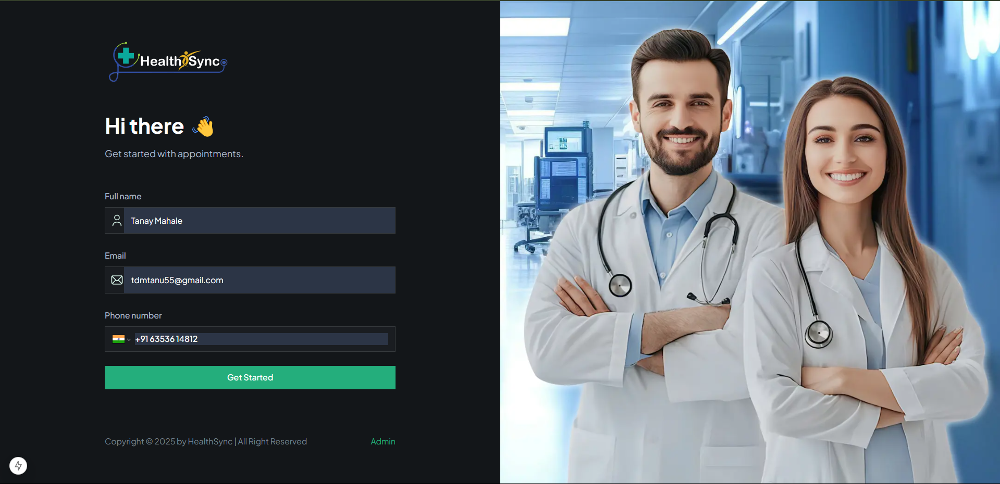 HealthSync
Hi there 👋
Get started with appointments.
Full name
Tanay Mahale
Email
tdmtanu55@gmail.com
Phone number
+91 63536 14812
Get Started
Copyright © 2025 by HealthSync | All Right Reserved
Admin